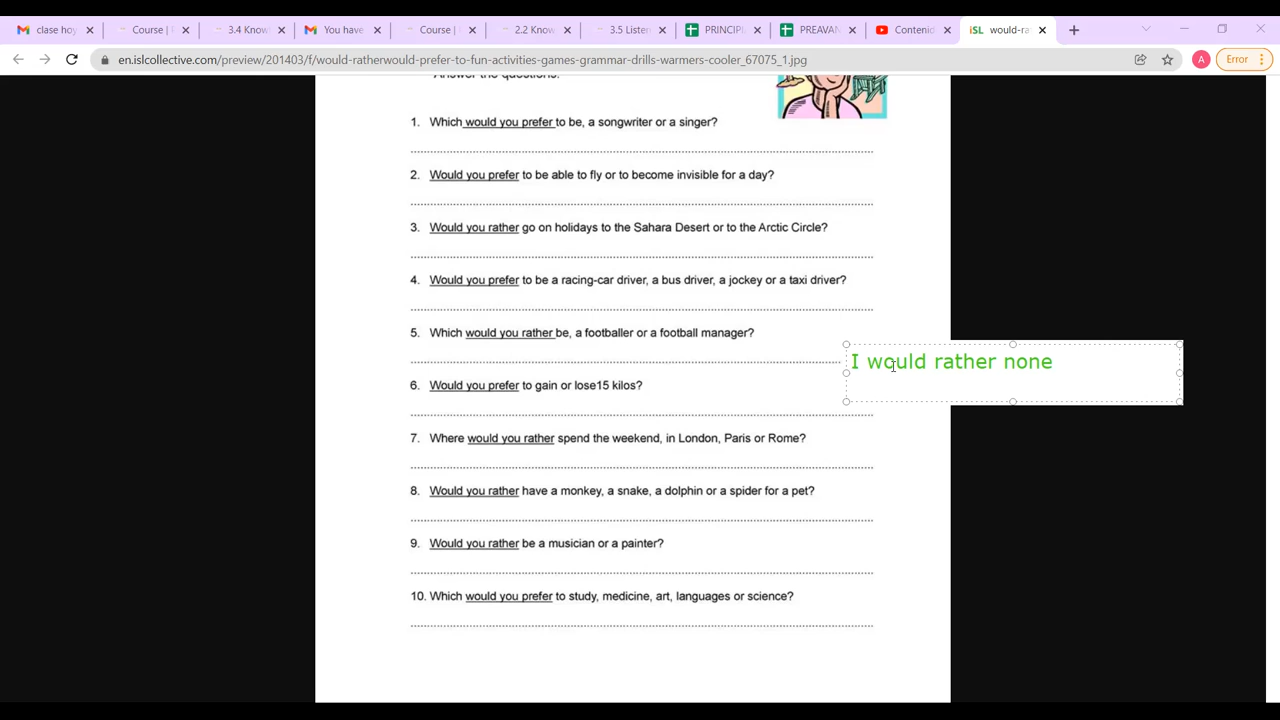 clase hoy
Course |
3.4 Know
You have
Course |
2.2 Know
3.5 Listen
PRINCIPI
PREAVAN
Contenid
iSL would-ra
en.islcollective.com/preview/201403/f/would-ratherwould-prefer-to-fun-activities-games-grammar-drills-warmers-cooler_67075_1.jpg
A
Error
Answer the questions.
1. Which would you prefer to be, a songwriter or a singer?
2. Would you prefer to be able to fly or to become invisible for a day?
3. Would you rather go on holidays to the Sahara Desert or to the Arctic Circle?
4. Would you prefer to be a racing-car driver, a bus driver, a jockey or a taxi driver?
5. Which would you rather be, a footballer or a football manager?
I would rather none
6. Would you prefer to gain or lose15 kilos?
7. Where would you rather spend the weekend, in London, Paris or Rome?
8. Would you rather have a monkey, a snake, a dolphin or a spider for a pet?
9. Would you rather be a musician or a painter?
10. Which would you prefer to study, medicine, art, languages or science?